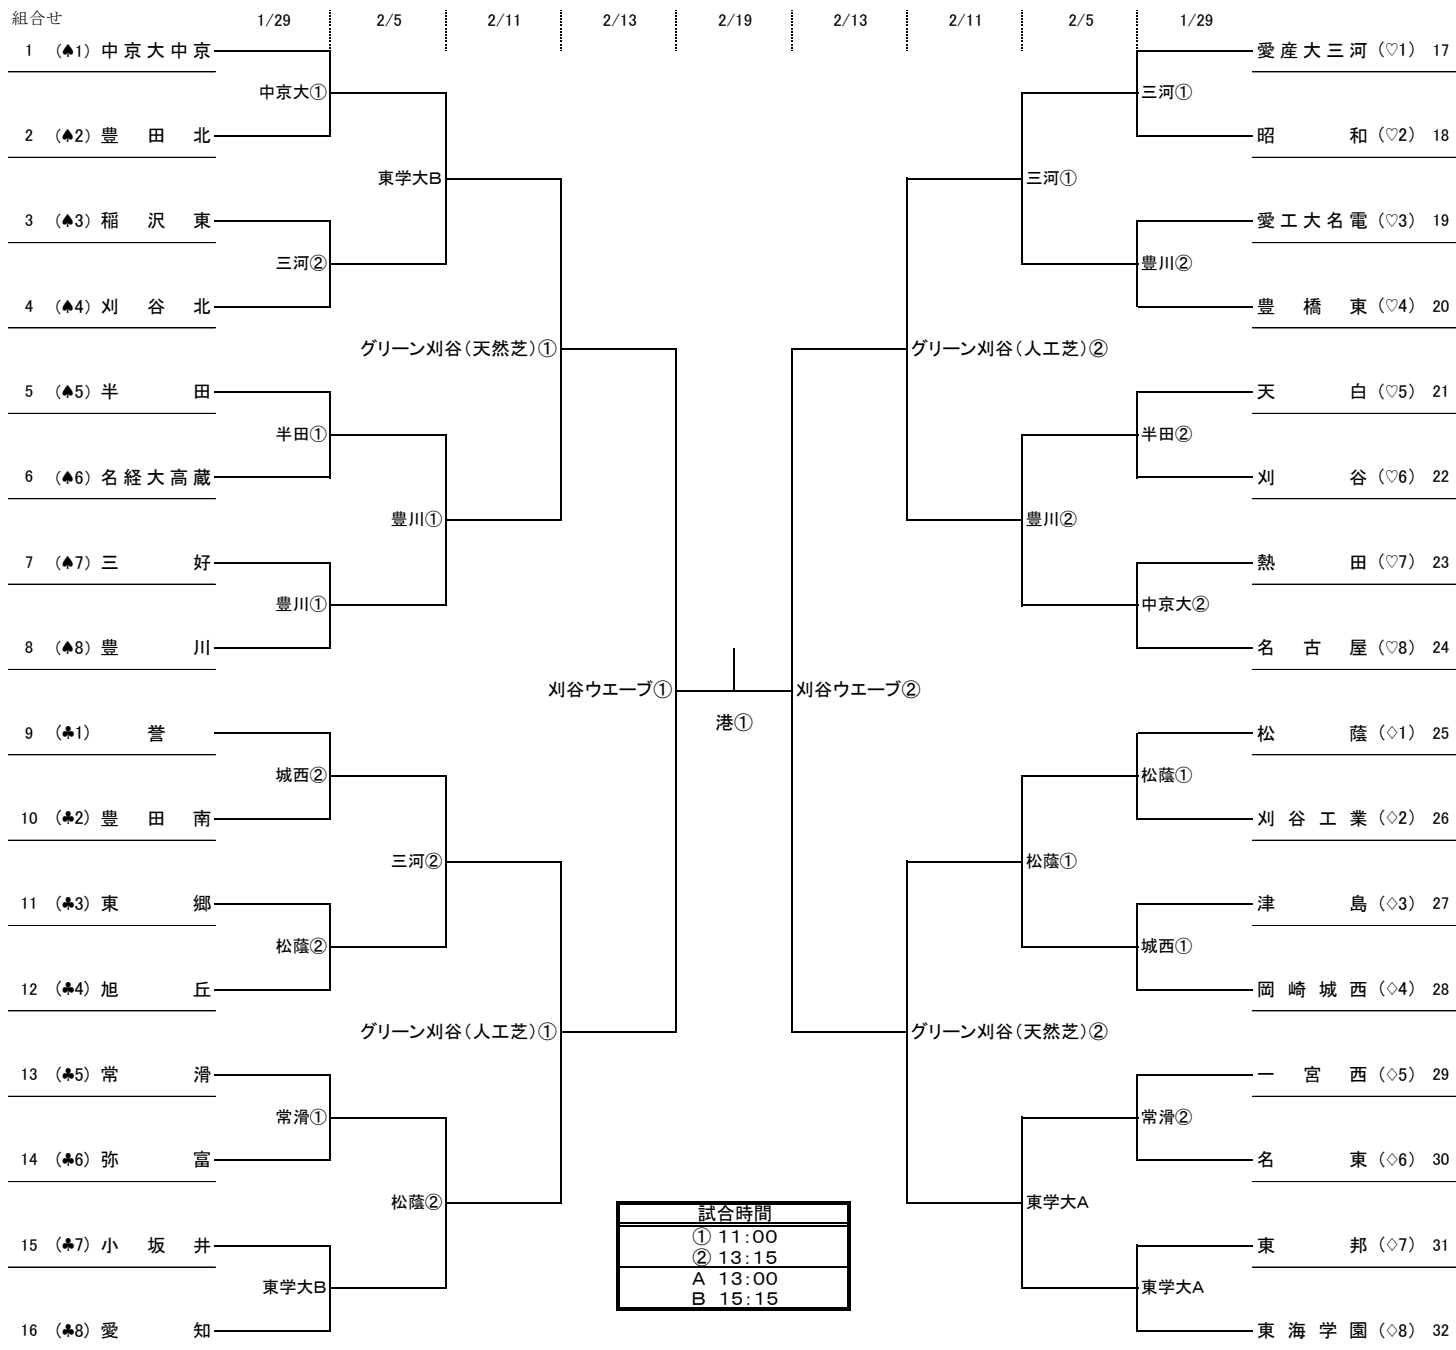 組合せ 1/29 2/5 2/11 2/13 2/19 2/13 2/11 2/5 1/29
1 (♠1) 中京大中京 愛産大三河 (♡1) 17
中京大① 三河①
2 (♠2) 豊田北 昭和 (♡2) 18
東学大B 三河①
3 (♠3) 稲沢東 愛工大名電 (♡3) 19
三河② 豊川②
4 (♠4) 刈谷北 豊橋東 (♡4) 20
グリーン刈谷(天然芝)① グリーン刈谷(人工芝)②
5 (♠5) 半田 天白 (♡5) 21
半田① 半田②
6 (♠6) 名経大高蔵 刈谷 (♡6) 22
豊川① 豊川②
7 (♠7) 三好 熱田 (♡7) 23
豊川① 中京大②
8 (♠8) 豊川 名古屋 (♡8) 24
刈谷ウエーブ① 刈谷ウエーブ②
港①
9 (♣1) 誉 松蔭 (♢1) 25
城西② 松蔭①
10 (♣2) 豊田南 刈谷工業 (♢2) 26
三河② 松蔭①
11 (♣3) 東郷 津島 (♢3) 27
松蔭② 城西①
12 (♣4) 旭丘 岡崎城西 (♢4) 28
グリーン刈谷(人工芝)① グリーン刈谷(天然芝)②
13 (♣5) 常滑 一宮西 (♢5) 29
常滑① 常滑②
14 (♣6) 弥富 名東 (♢6) 30
松蔭② 東学大A
15 (♣7) 小坂井 東邦 (♢7) 31
東学大B 東学大A
16 (♣8) 愛知 東海学園 (♢8) 32
試合時間
① 11:00
② 13:15
A 13:00
B 15:15